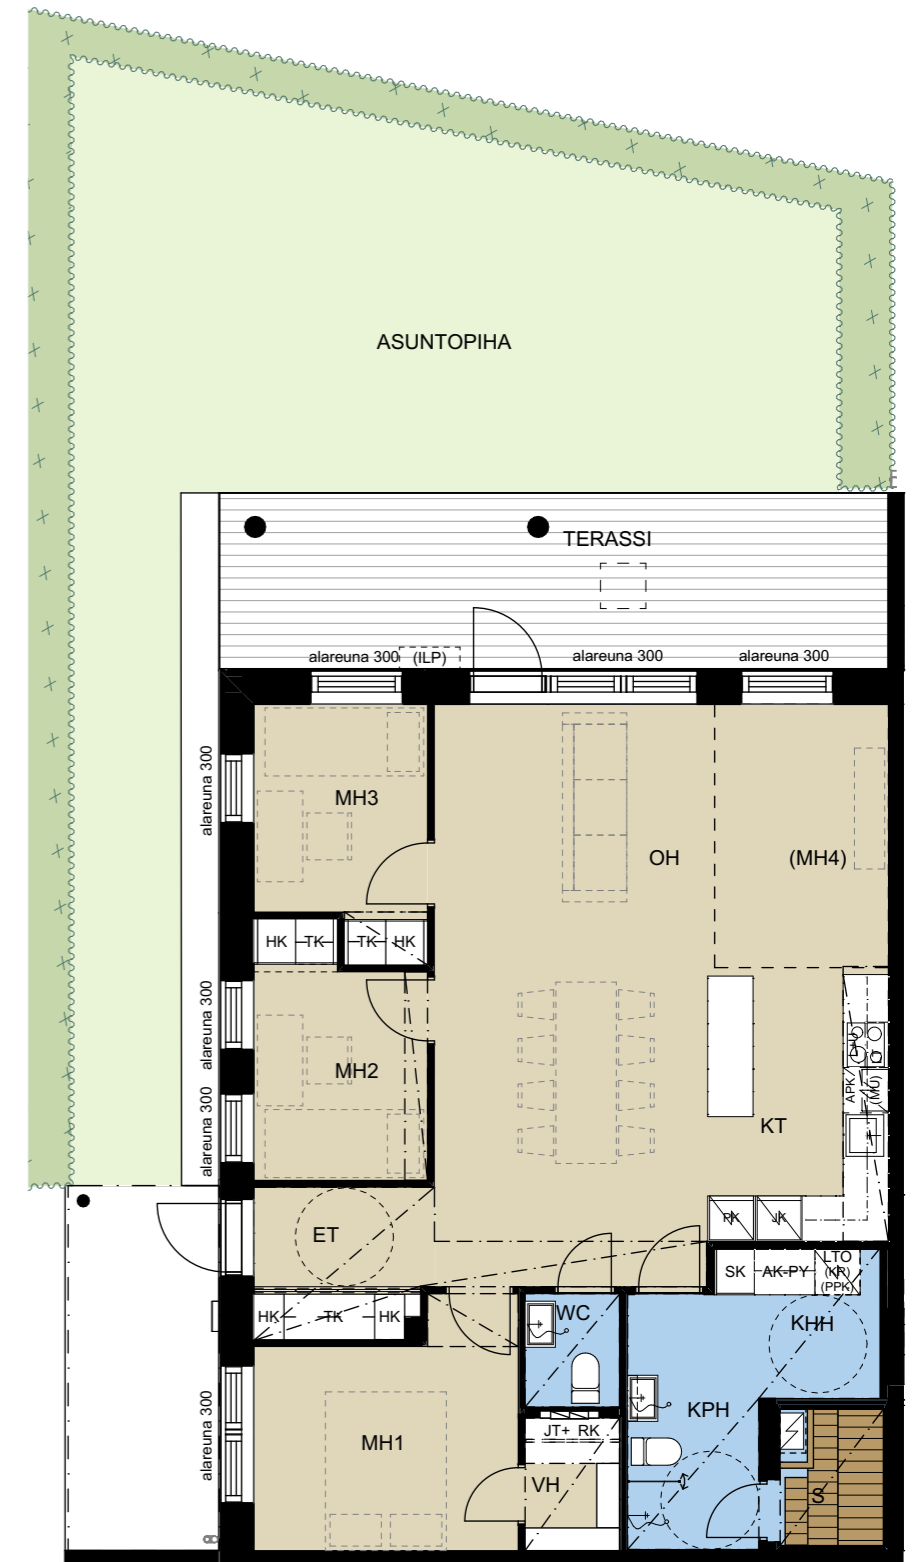 ASUNTOPIHA
TERASSI
alareuna 300
(ILP)
alareuna 300
alareuna 300
alareuna 300
MH3
OH
(MH4)
HK
TK
TK
HK
alareuna 300
MH2
alareuna 300
LU
APK/
(MU)
KT
ET
RK
JK
SK
AK-PY
LTO
(KR)
(PPK)
HK
TK
HK
WC
KHH
alareuna 300
MH1
JT+ RK
KPH
VH
S